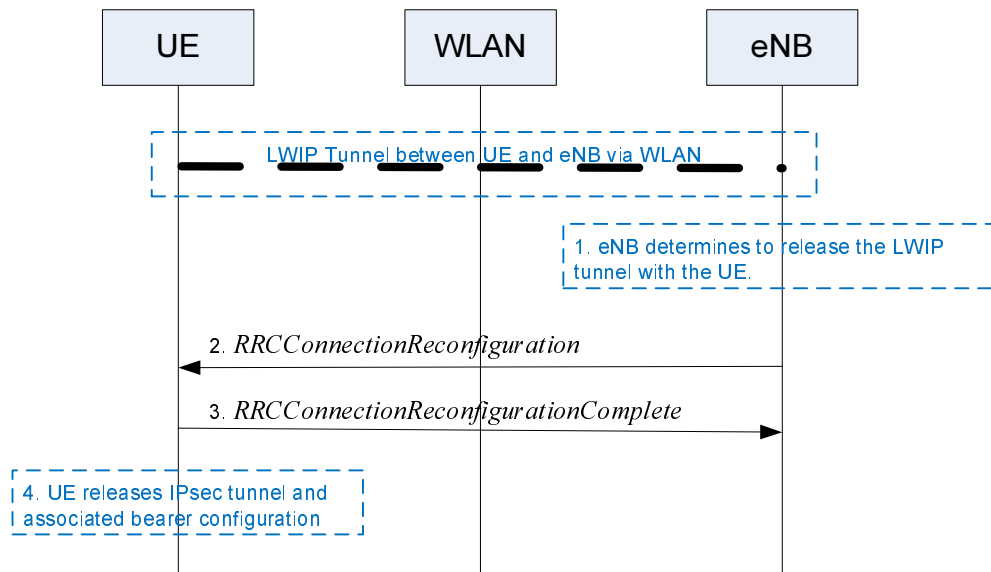 UE
WLAN
eNB
LWIP Tunnel between UE and eNB via WLAN
1. eNB determines to release the LWIP
tunnel with the UE.
2. RRCConnectionReconfiguration
3. RRCConnectionReconfigurationComplete
4. UE releases IPsec tunnel and
associated bearer configuration